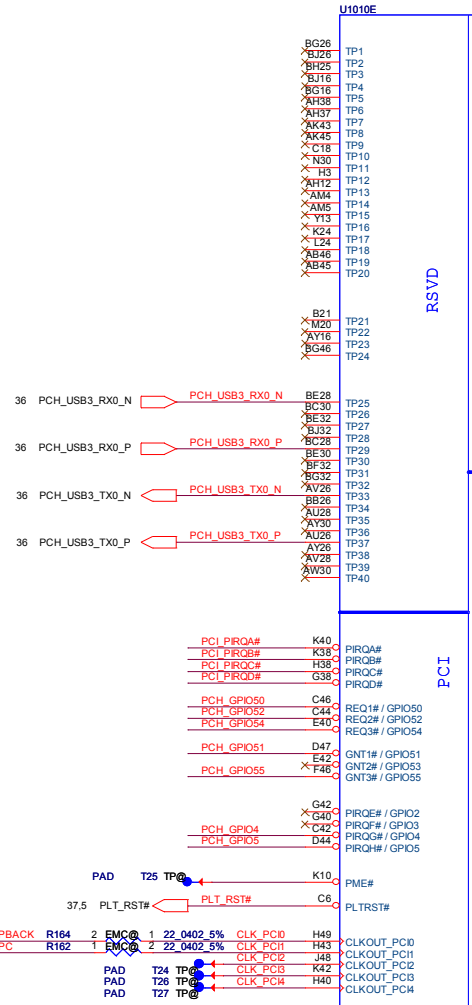 U1010E
BG26 TP1
BJ26 TP2
BH25 TP3
BJ16 TP4
BG16 TP5
AH38 TP6
AH37 TP7
AK43 TP8
AK45 TP9
C18 TP10
N30 TP11
H3 TP12
AH12 TP13
AM4 TP14
AM5 TP15
Y13 TP16
K24 TP17
L24 TP18
AB46 TP19
AB45 TP20
RSVD
B21 TP21
M20 TP22
AY16 TP23
BG46 TP24
36 PCH_USB3_RX0_N PCH_USB3_RX0_N BE28 TP25
BC30 TP26
BE32 TP27
BJ32 TP28
36 PCH_USB3_RX0_P PCH_USB3_RX0_P BC28 TP29
BE30 TP30
BF32 TP31
BG32 TP32
36 PCH_USB3_TX0_N PCH_USB3_TX0_N AV26 TP33
BB26 TP34
AU28 TP35
AY30 TP36
36 PCH_USB3_TX0_P PCH_USB3_TX0_P AU26 TP37
AY26 TP38
AV28 TP39
AW30 TP40
PCI
PCI_PIRQA# K40 PIRQA#
PCI_PIRQB# K38 PIRQB#
PCI_PIRQC# H38 PIRQC#
PCI_PIRQD# G38 PIRQD#
PCH_GPIO50 C46 REQ1# / GPIO50
PCH_GPIO52 C44 REQ2# / GPIO52
PCH_GPIO54 E40 REQ3# / GPIO54
PCH_GPIO51 D47 GNT1# / GPIO51
E42 GNT2# / GPIO53
PCH_GPIO55 F46 GNT3# / GPIO55
G42 PIRQE# / GPIO2
G40 PIRQF# / GPIO3
PCH_GPIO4 C42 PIRQG# / GPIO4
PCH_GPIO5 D44 PIRQH# / GPIO5
PAD T25 TP@ K10 PME#
37,5 PLT_RST# PLT_RST# C6 PLTRST#
PBACK R164 2 EMC@ 1 22_0402_5% CLK_PCI0 H49 CLKOUT_PCI0
PC R162 1 EMC@ 2 22_0402_5% CLK_PCI1 H43 CLKOUT_PCI1
PAD T24 TP@ CLK_PCI2 J48 CLKOUT_PCI2
PAD T26 TP@ CLK_PCI3 K42 CLKOUT_PCI3
PAD T27 TP@ CLK_PCI4 H40 CLKOUT_PCI4